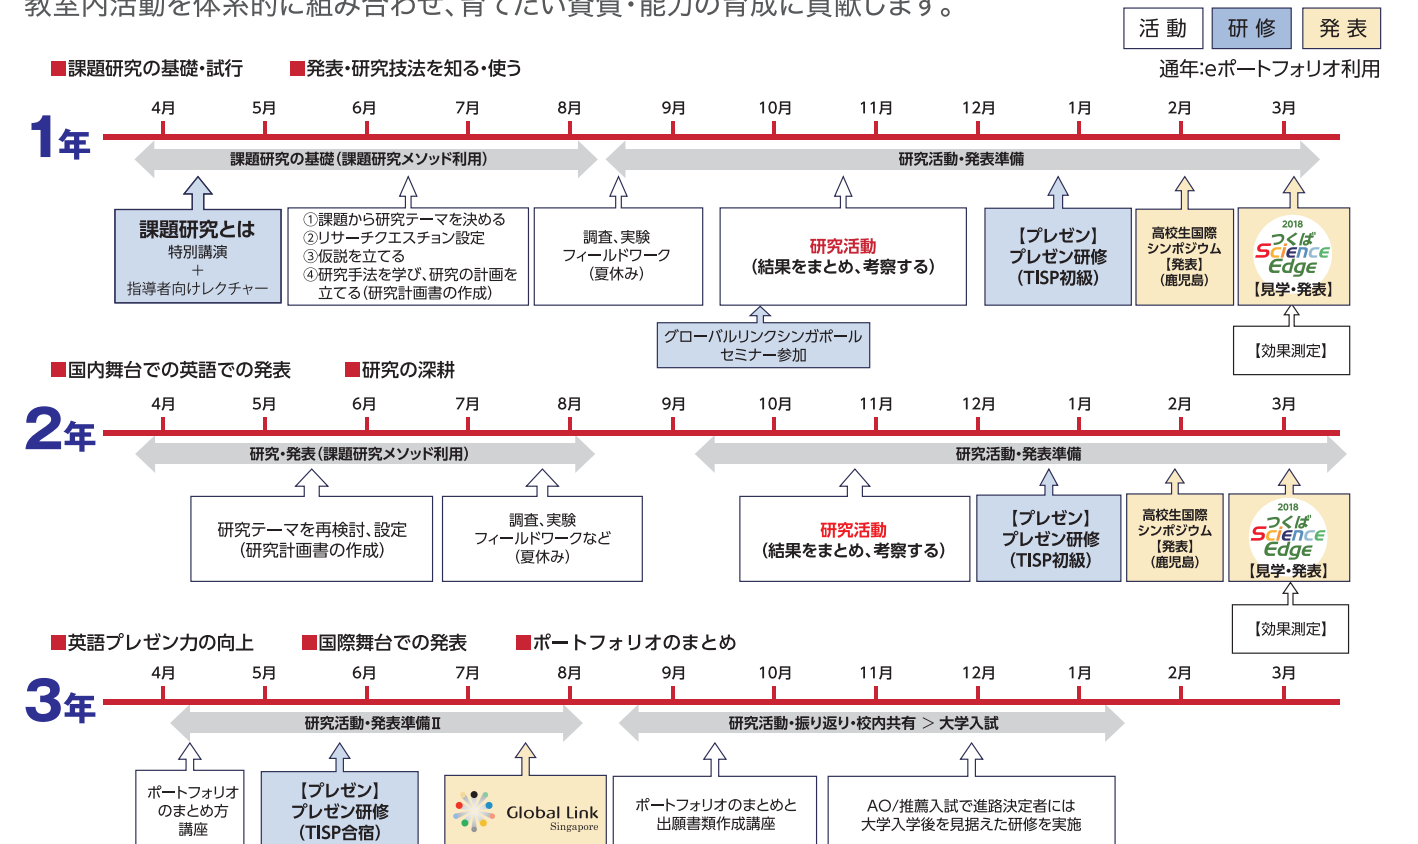 教室内活動を体系的に組み合わせ、育てたい資質・能力の育成に貢献します。
活 動
研 修
発 表
■課題研究の基礎・試行
■発表・研究技法を知る・使う
通年:eポートフォリオ利用
1年
4月 5月 6月 7月 8月 9月 10月 11月 12月 1月 2月 3月
課題研究の基礎(課題研究メソッド利用)
研究活動・発表準備
課題研究とは
特別講演
+
指導者向けレクチャー
①課題から研究テーマを決める
②リサーチクエスチョン設定
③仮説を立てる
④研究手法を学び、研究の計画を
立てる(研究計画書の作成)
調査、実験
フィールドワーク
(夏休み)
研究活動
(結果をまとめ、考察する)
グローバルリンクシンガポール
セミナー参加
【プレゼン】
プレゼン研修
(TISP初級)
高校生国際
シンポジウム
【発表】
(鹿児島)
2018
つくば
Science
Edge
【見学・発表】
【効果測定】
■国内舞台での英語での発表
■研究の深耕
2年
4月 5月 6月 7月 8月 9月 10月 11月 12月 1月 2月 3月
研究・発表(課題研究メソッド利用)
研究活動・発表準備
研究テーマを再検討、設定
(研究計画書の作成)
調査、実験
フィールドワークなど
(夏休み)
研究活動
(結果をまとめ、考察する)
【プレゼン】
プレゼン研修
(TISP初級)
高校生国際
シンポジウム
【発表】
(鹿児島)
2018
つくば
Science
Edge
【見学・発表】
【効果測定】
■英語プレゼン力の向上
■国際舞台での発表
■ポートフォリオのまとめ
3年
4月 5月 6月 7月 8月 9月 10月 11月 12月 1月 2月 3月
研究活動・発表準備Ⅱ
研究活動・振り返り・校内共有 > 大学入試
ポートフォリオ
のまとめ方
講座
【プレゼン】
プレゼン研修
(TISP合宿)
Global Link
Singapore
ポートフォリオのまとめと
出願書類作成講座
AO/推薦入試で進路決定者には
大学入学後を見据えた研修を実施